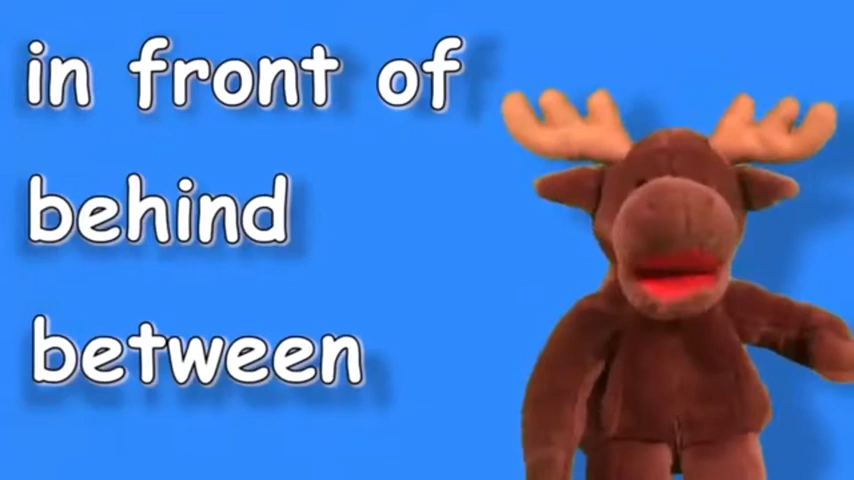 in front of
behind
between